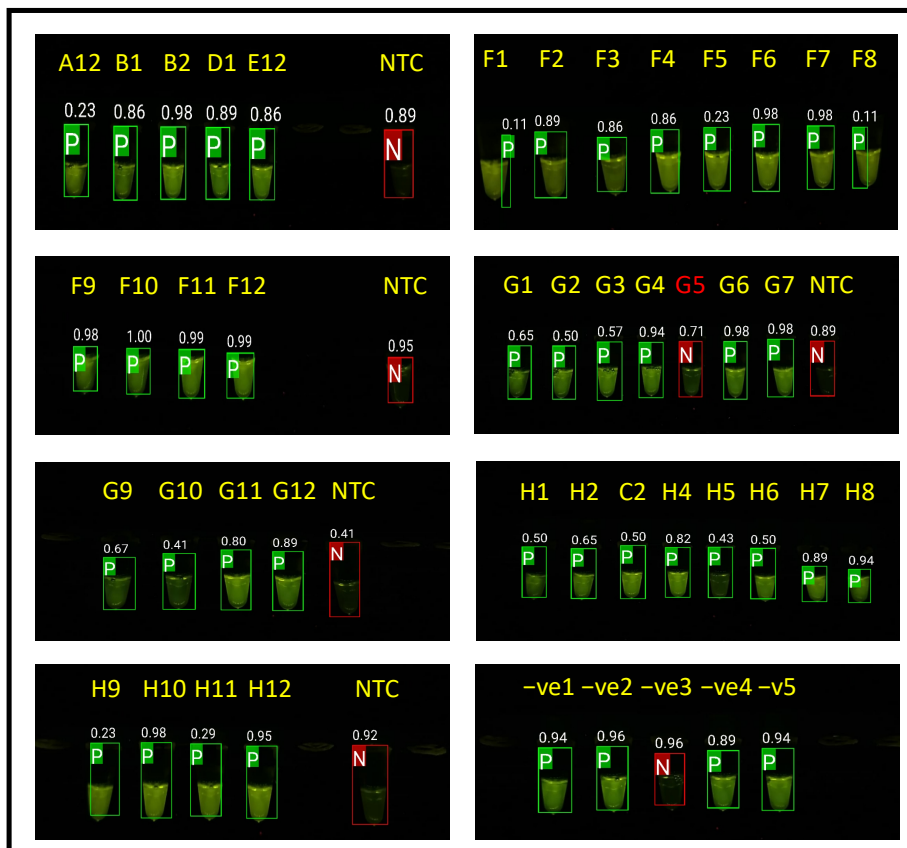 A12 B1 B2 D1 E12 NTC
0.23 0.86 0.98 0.89 0.86 0.89
P P P P P N
F1 F2 F3 F4 F5 F6 F7 F8
0.11 0.89 0.86 0.86 0.23 0.98 0.98 0.11
P P P P P P P P
F9 F10 F11 F12 NTC
0.98 1.00 0.99 0.99 0.95
P P P P N
G1 G2 G3 G4 G5 G6 G7 NTC
0.65 0.50 0.57 0.94 0.71 0.98 0.98 0.89
P P P P N P P N
G9 G10 G11 G12 NTC
0.67 0.41 0.80 0.89 0.41
P P P P N
H1 H2 C2 H4 H5 H6 H7 H8
0.50 0.65 0.50 0.82 0.43 0.50 0.89 0.94
P P P P P P P P
H9 H10 H11 H12 NTC
0.23 0.98 0.29 0.95 0.92
P P P P N
−ve1 −ve2 −ve3 −ve4 −v5
0.94 0.96 0.96 0.89 0.94
P P N P P